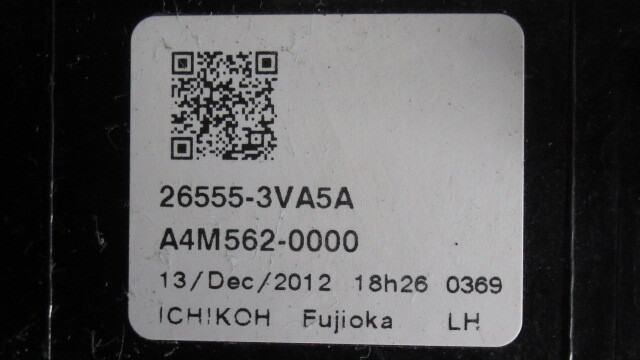 26555-3VA5A
A4M562-0000
13/Dec/2012 18h26 0369
ICHIKOH Fujioka LH